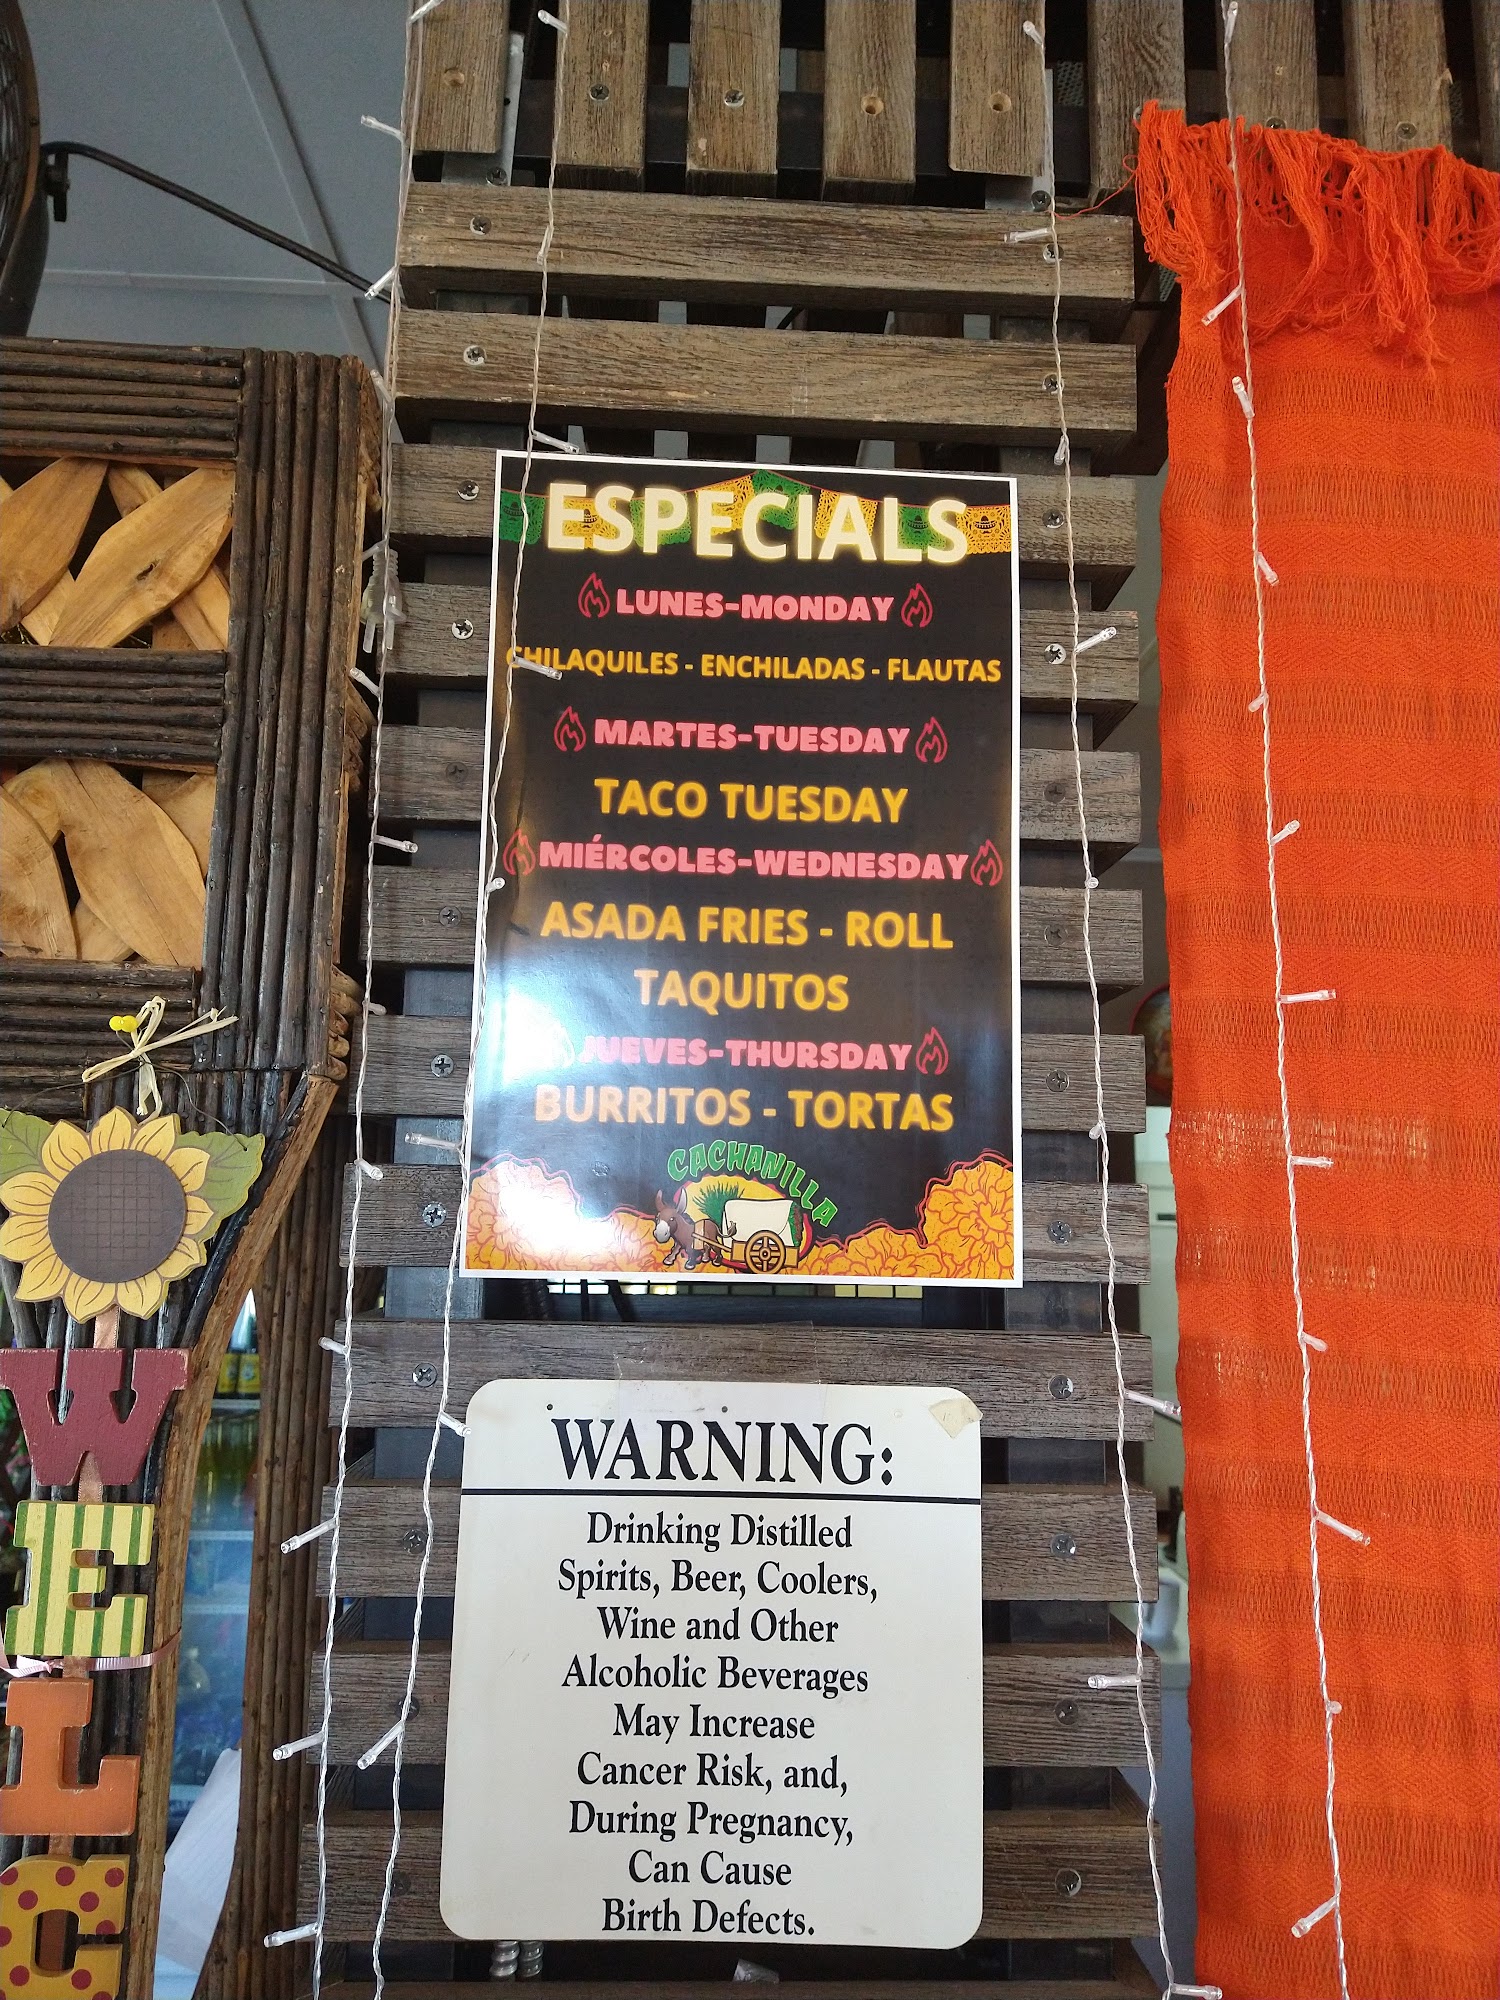 ESPECIALS
LUNES-MONDAY
CHILAQUILES - ENCHILADAS - FLAUTAS
MARTES-TUESDAY
TACO TUESDAY
MIÉRCOLES-WEDNESDAY
ASADA FRIES - ROLL
TAQUITOS
JUEVES-THURSDAY
BURRITOS - TORTAS
CACHANILLA
WARNING:
Drinking Distilled
Spirits, Beer, Coolers,
Wine and Other
Alcoholic Beverages
May Increase
Cancer Risk, and,
During Pregnancy,
Can Cause
Birth Defects.
W
E
L
C